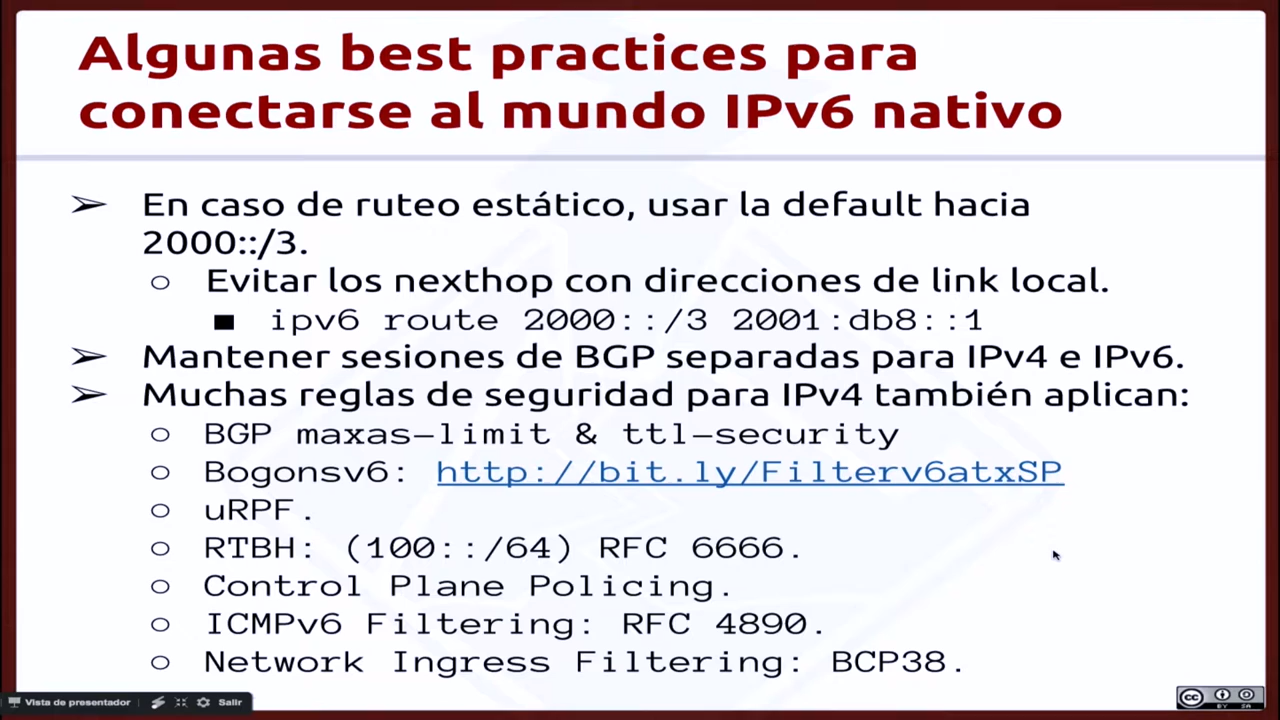 Algunas best practices para
conectarse al mundo IPv6 nativo
➢ En caso de ruteo estático, usar la default hacia
2000::/3.
○ Evitar los nexthop con direcciones de link local.
■ ipv6 route 2000::/3 2001:db8::1
➢ Mantener sesiones de BGP separadas para IPv4 e IPv6.
➢ Muchas reglas de seguridad para IPv4 también aplican:
○ BGP maxas-limit & ttl-security
○ Bogonsv6: http://bit.ly/Filterv6atxSP
○ uRPF.
○ RTBH: (100::/64) RFC 6666.
○ Control Plane Policing.
○ ICMPv6 Filtering: RFC 4890.
○ Network Ingress Filtering: BCP38.
Vista de presentador Salir
CC BY SA